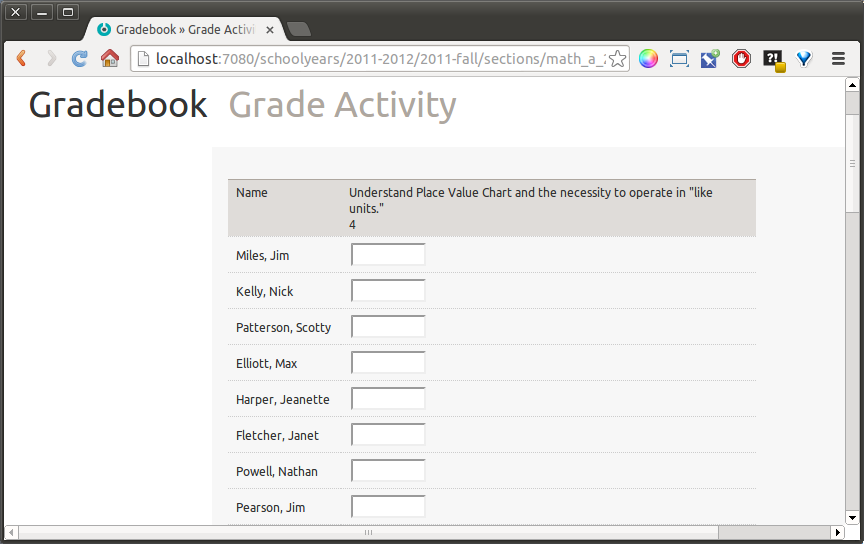 Gradebook » Grade Activi
localhost:7080/schoolyears/2011-2012/2011-fall/sections/math_a_
Gradebook Grade Activity
Name Understand Place Value Chart and the necessity to operate in "like
units."
4
Miles, Jim
Kelly, Nick
Patterson, Scotty
Elliott, Max
Harper, Jeanette
Fletcher, Janet
Powell, Nathan
Pearson, Jim